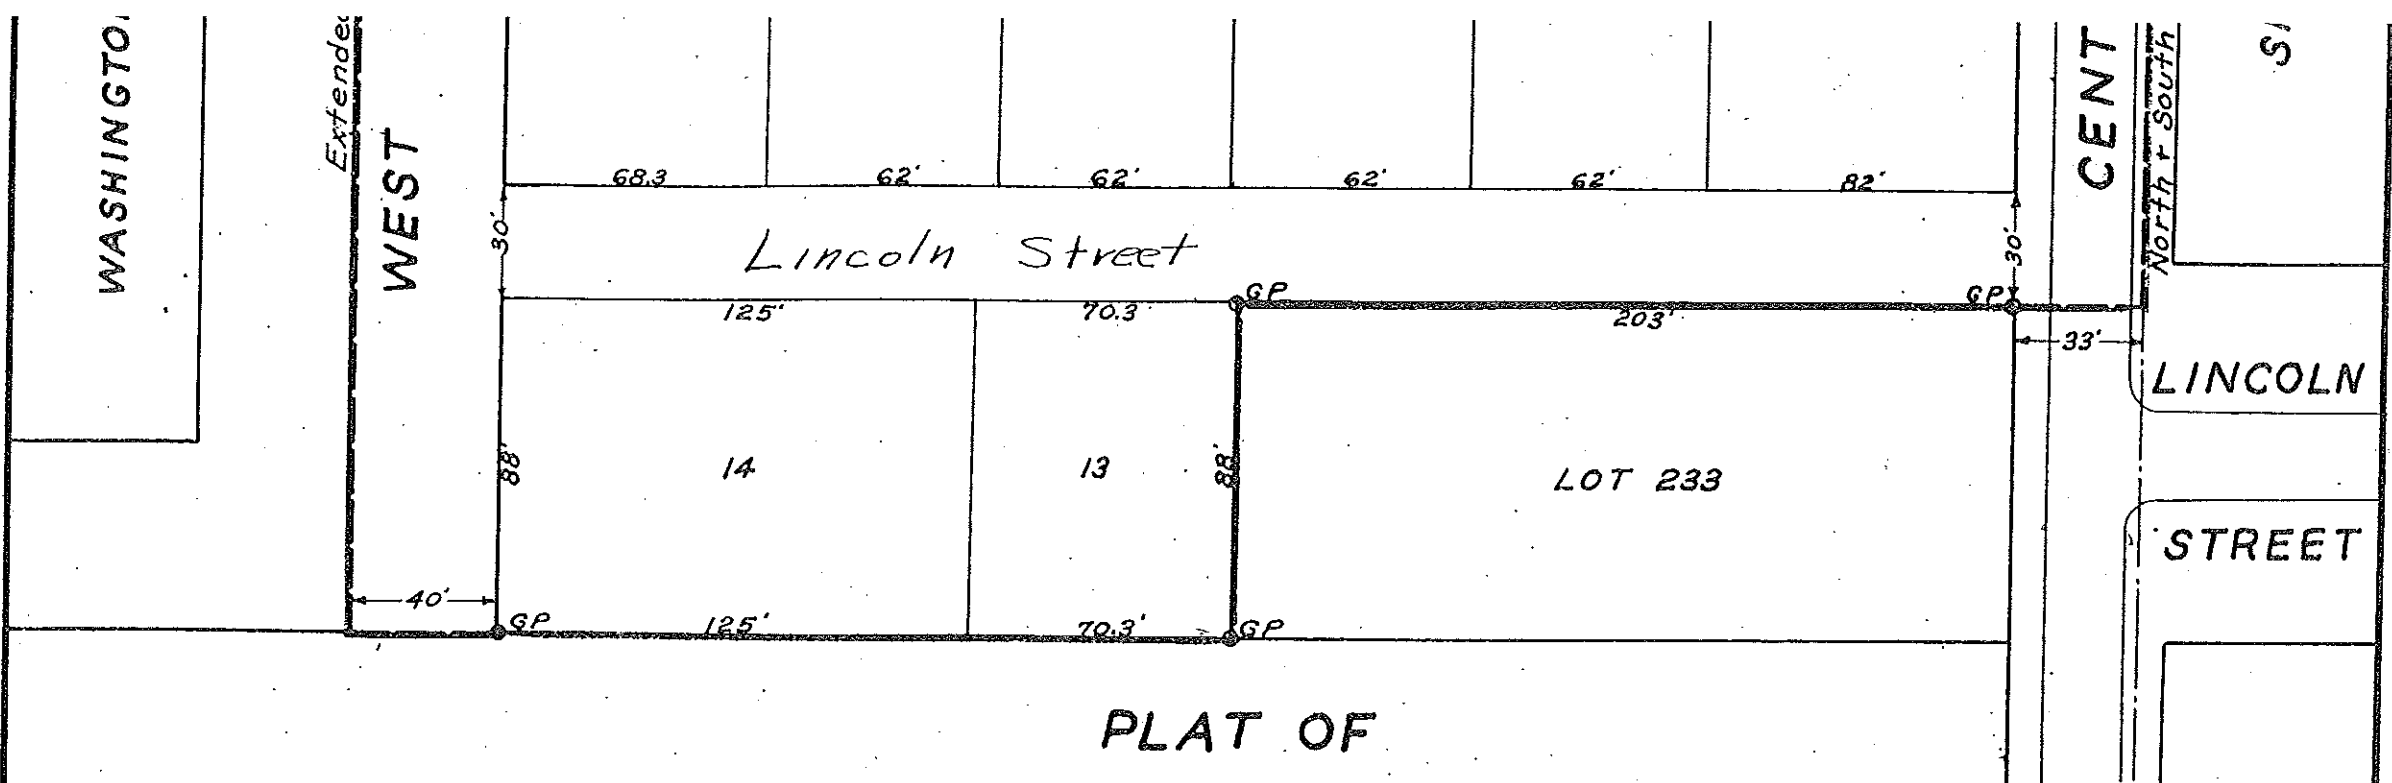 WASHINGTO
Extended
WEST
CENT
North + South
68.3
62'
62'
62'
62'
82'
30'
Lincoln Street
30'
GP
GP
125'
70.3
203'
33'
LINCOLN
88'
14
13
88'
LOT 233
STREET
40'
GP
125'
70.3'
GP
PLAT OF